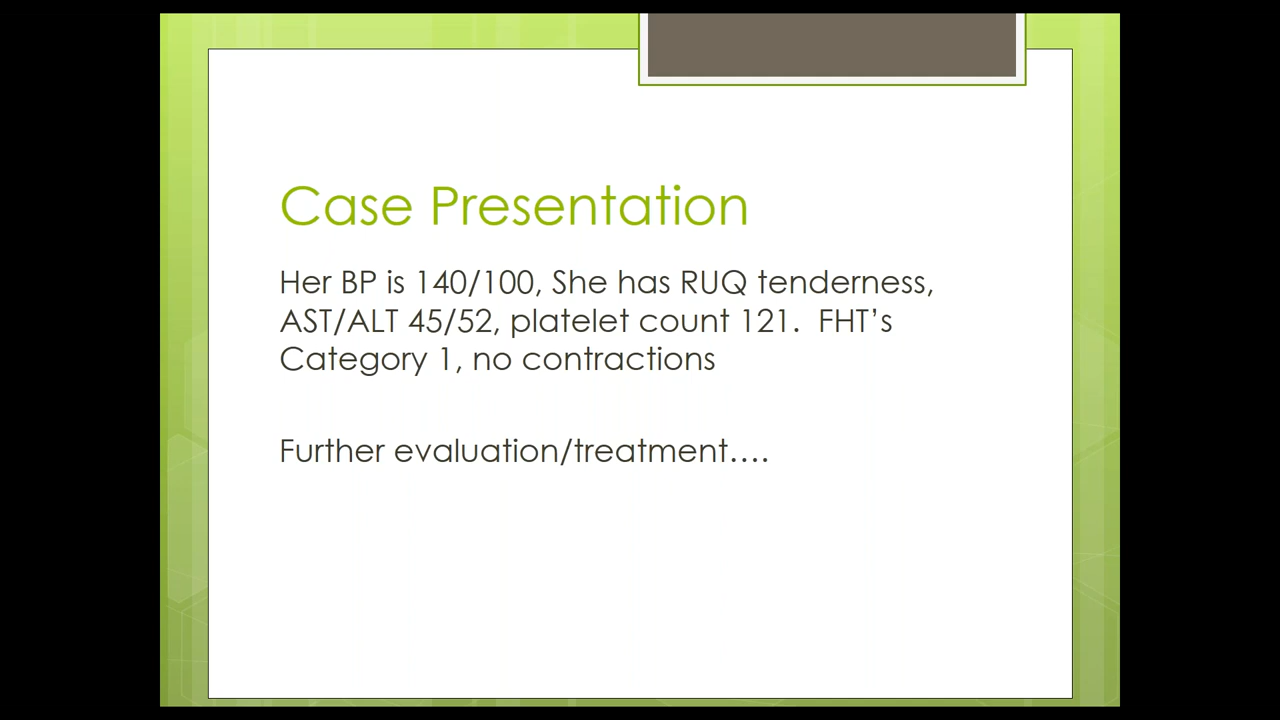 Case Presentation
Her BP is 140/100, She has RUQ tenderness,
AST/ALT 45/52, platelet count 121.  FHT’s
Category 1, no contractions
Further evaluation/treatment….